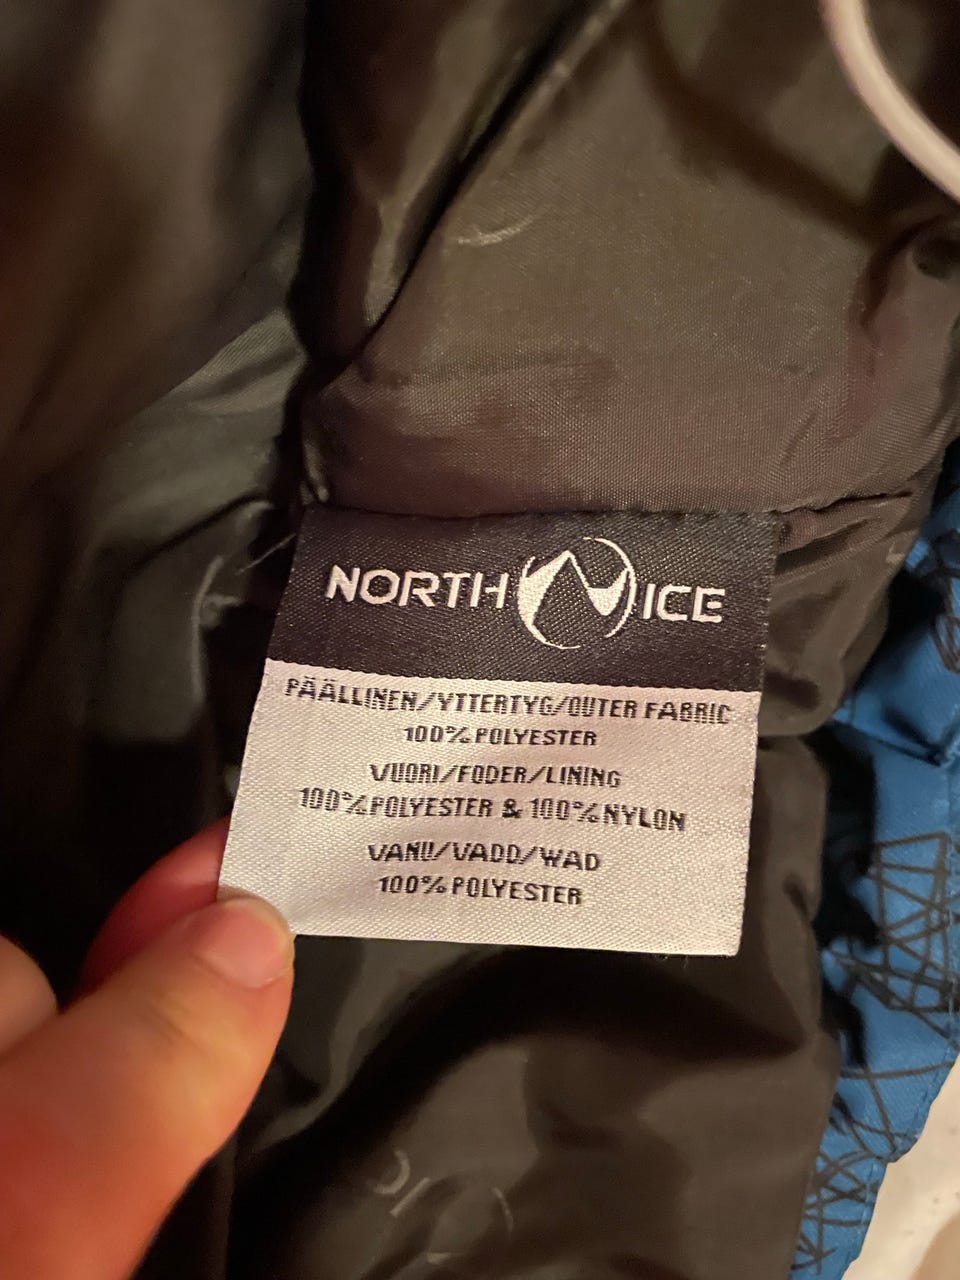 NORTH ICE
PÄÄLLINEN/YTTERTYG/OUTER FABRIC
100% POLYESTER
VUORI/FODER/LINING
100% POLYESTER & 100% NYLON
VANU/VADD/WAD
100% POLYESTER